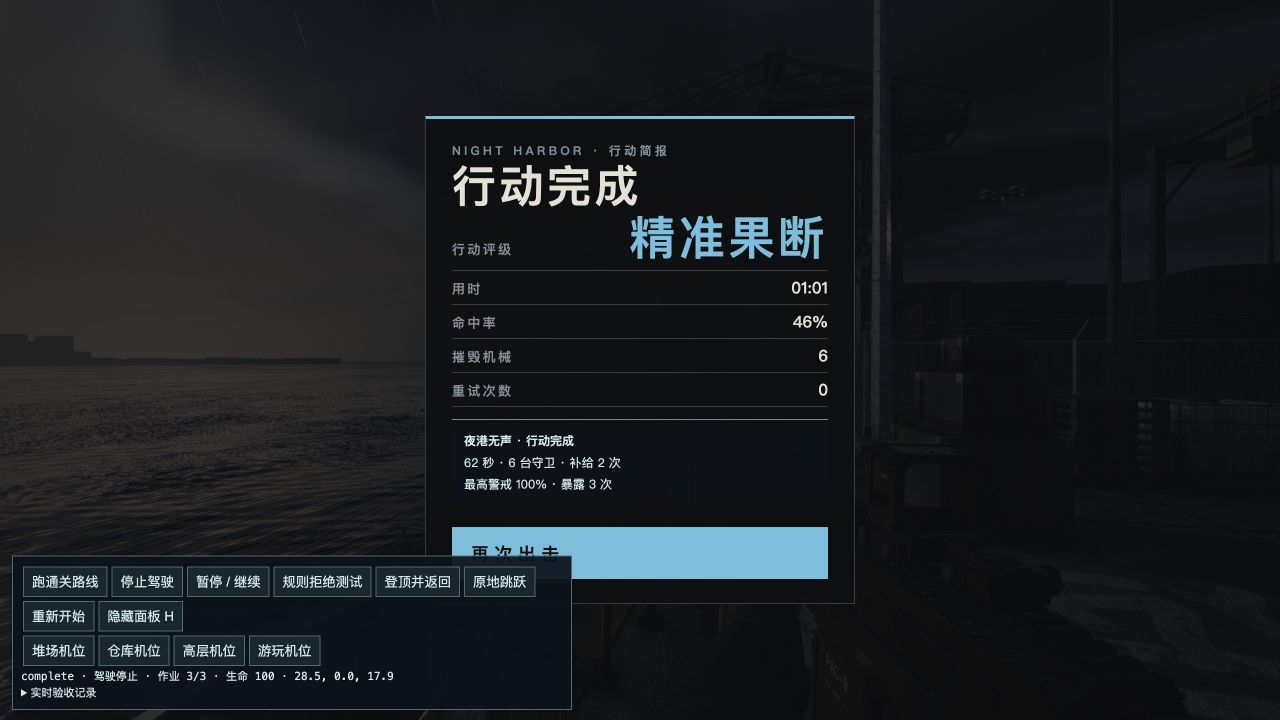 NIGHT HARBOR · 行动简报
行动完成
行动评级 精准果断
用时 01:01
命中率 46%
摧毁机械 6
重试次数 0
夜港无声 · 行动完成
62 秒 · 6 台守卫 · 补给 2 次
最高警戒 100% · 暴露 3 次
再次出击
跑通关路线 停止驾驶 暂停 / 继续 规则拒绝测试 登顶并返回 原地跳跃
重新开始 隐藏面板 H
堆场机位 仓库机位 高层机位 游玩机位
complete · 驾驶停止 · 作业 3/3 · 生命 100 · 28.5, 0.0, 17.9
▶ 实时验收记录